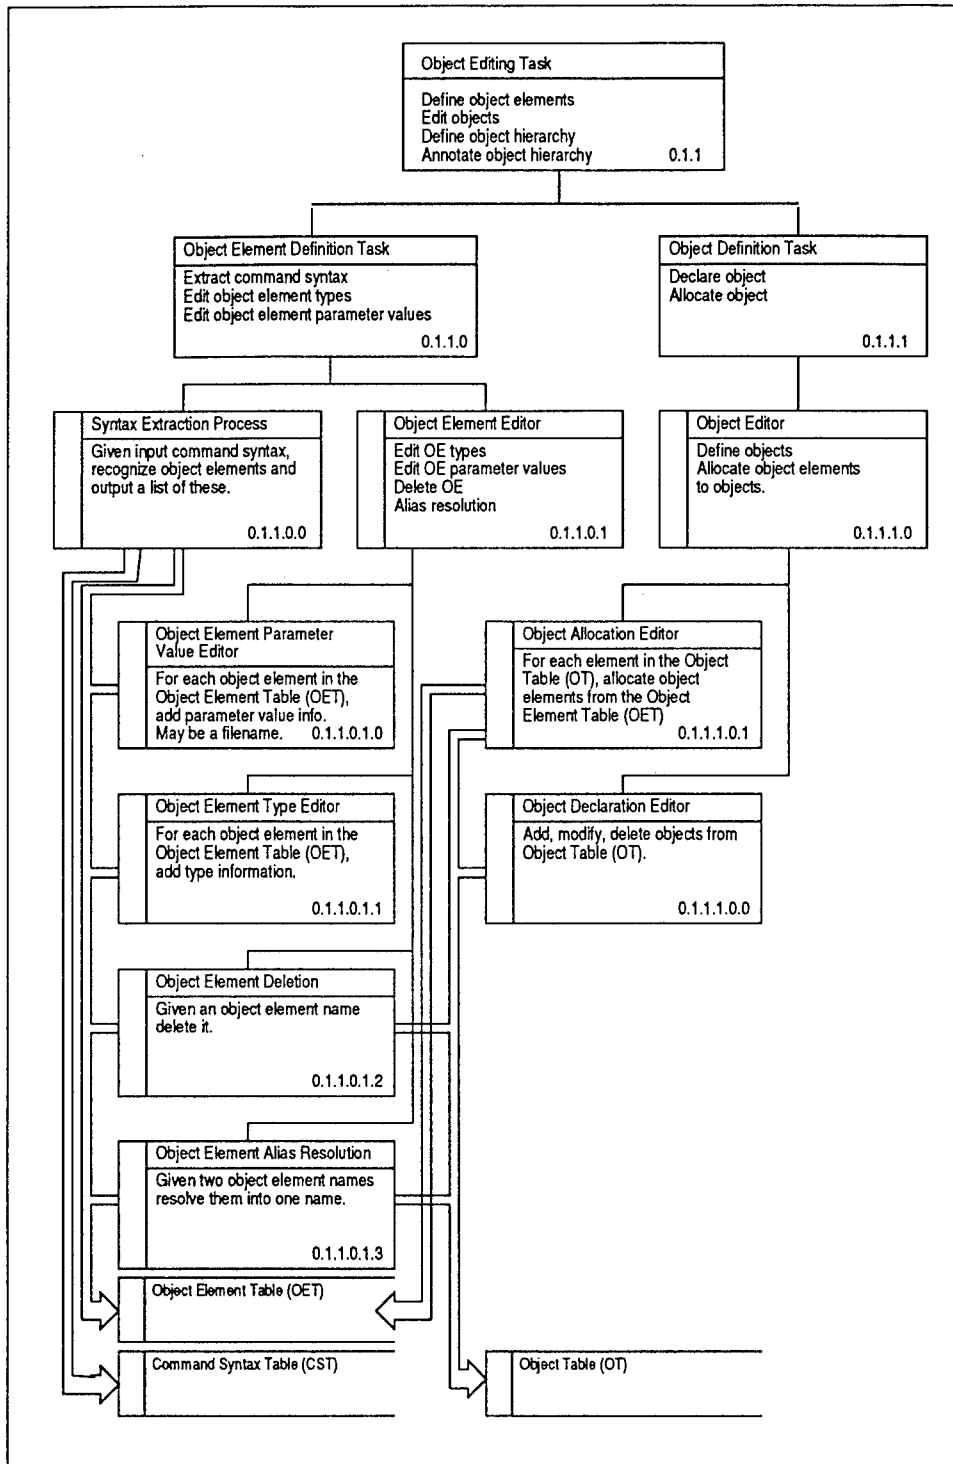 Object Editing Task
Define object elements
Edit objects
Define object hierarchy
Annotate object hierarchy 0.1.1
Object Element Definition Task
Extract command syntax
Edit object element types
Edit object element parameter values
0.1.1.0
Object Definition Task
Declare object
Allocate object
0.1.1.1
Syntax Extraction Process
Given input command syntax,
recognize object elements and
output a list of these.
0.1.1.0.0
Object Element Editor
Edit OE types
Edit OE parameter values
Delete OE
Alias resolution
0.1.1.0.1
Object Editor
Define objects
Allocate object elements
to objects.
0.1.1.1.0
Object Element Parameter
Value Editor
For each object element in the
Object Element Table (OET),
add parameter value info.
May be a filename. 0.1.1.0.1.0
Object Allocation Editor
For each element in the Object
Table (OT), allocate object
elements from the Object
Element Table (OET)
0.1.1.1.0.1
Object Element Type Editor
For each object element in the
Object Element Table (OET),
add type information.
0.1.1.0.1.1
Object Declaration Editor
Add, modify, delete objects from
Object Table (OT).
0.1.1.1.0.0
Object Element Deletion
Given an object element name
delete it.
0.1.1.0.1.2
Object Element Alias Resolution
Given two object element names
resolve them into one name.
0.1.1.0.1.3
Object Element Table (OET)
Command Syntax Table (CST)
Object Table (OT)